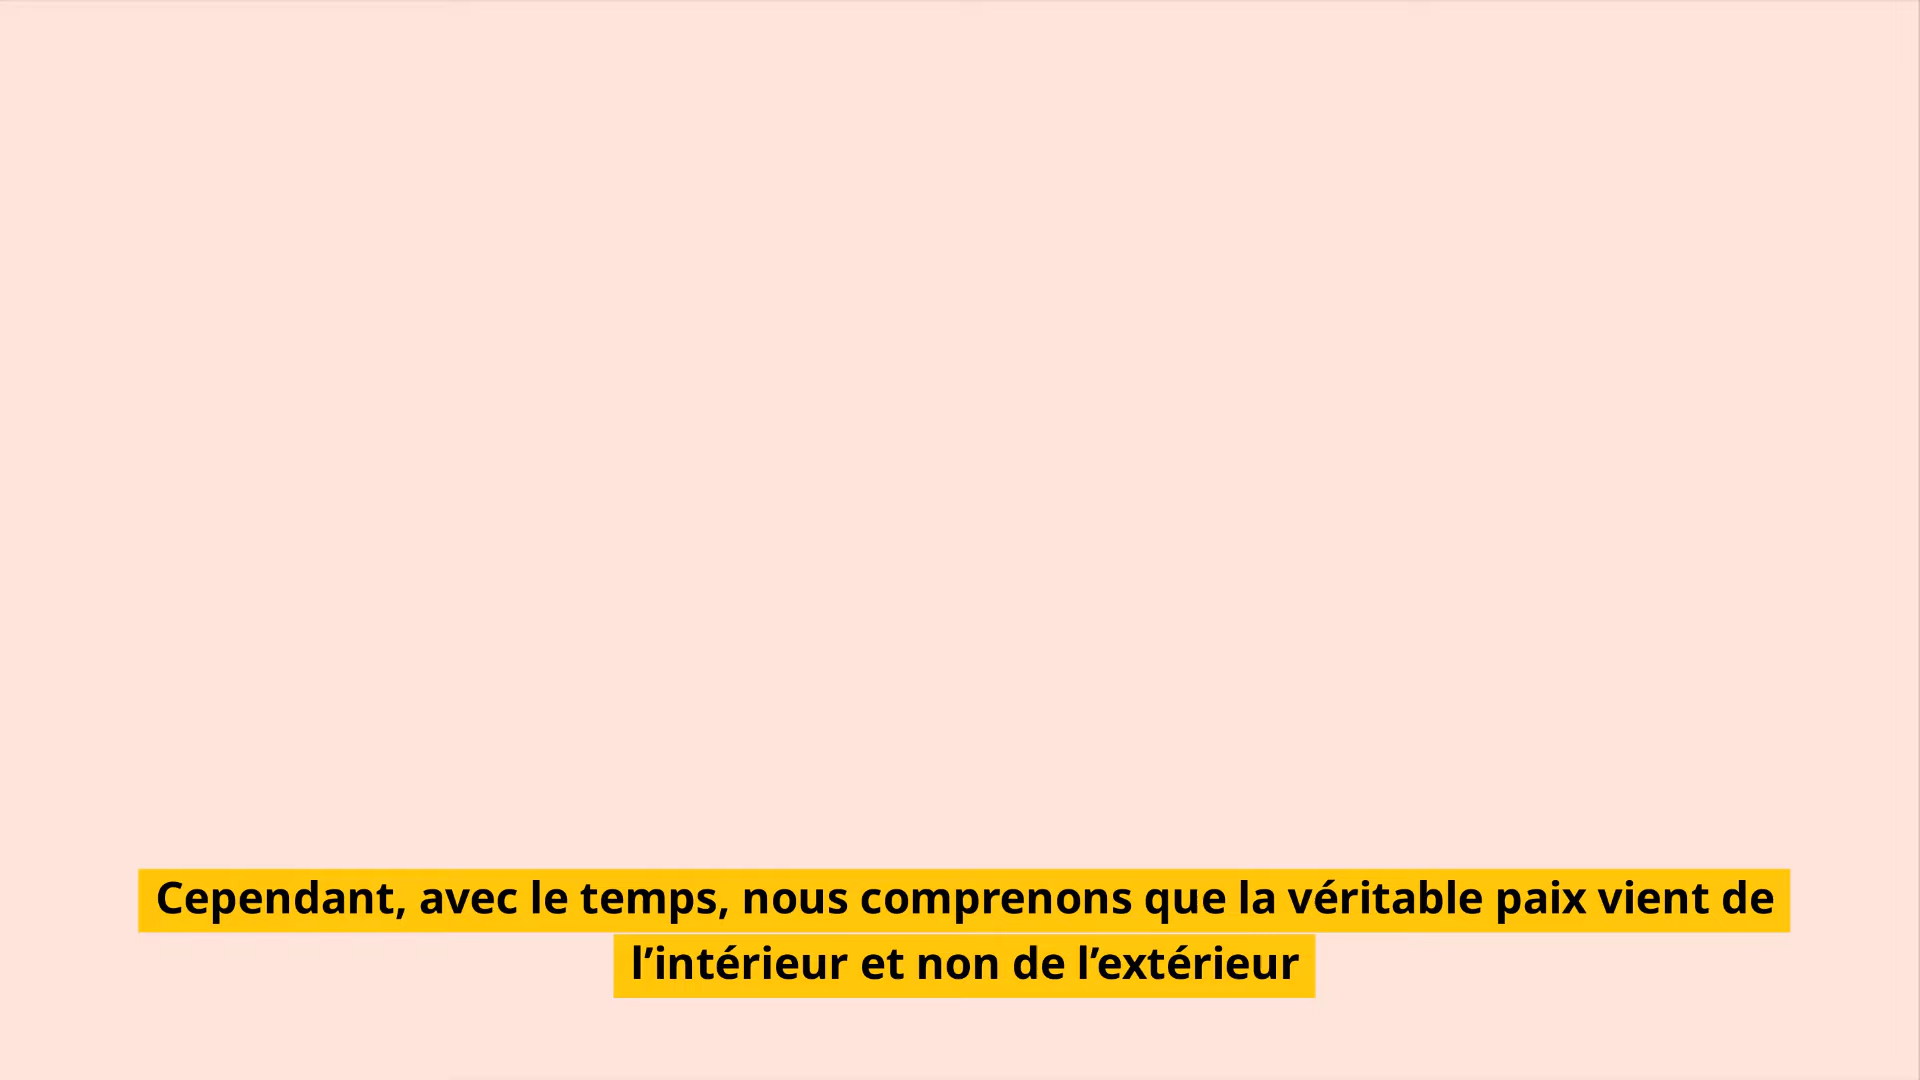 Cependant, avec le temps, nous comprenons que la véritable paix vient de
l’intérieur et non de l’extérieur